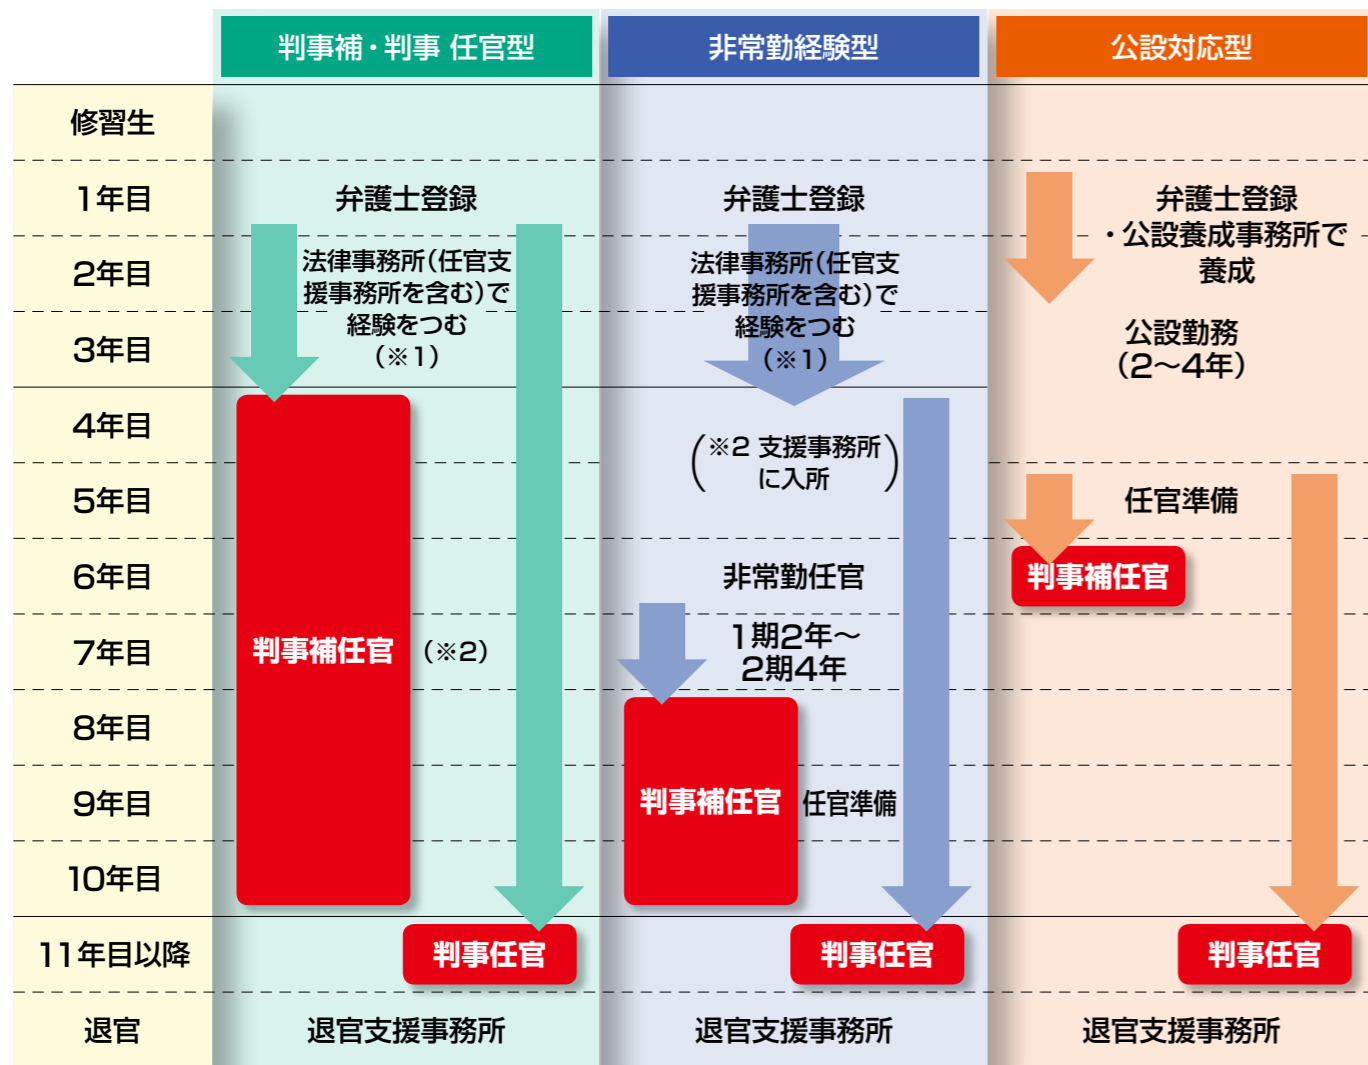 判事補・判事 任官型
非常勤経験型
公設対応型
修習生
1年目
弁護士登録
弁護士登録
弁護士登録
・公設養成事務所で
養成
2年目
法律事務所（任官支
援事務所を含む）で
経験をつむ
（※1）
法律事務所（任官支
援事務所を含む）で
経験をつむ
（※1）
3年目
公設勤務
（2〜4年）
4年目
（※2 支援事務所
に入所）
5年目
任官準備
6年目
非常勤任官
判事補任官
7年目
判事補任官
（※2）
1期2年〜
2期4年
8年目
9年目
判事補任官
任官準備
10年目
11年目以降
判事任官
判事任官
判事任官
退官
退官支援事務所
退官支援事務所
退官支援事務所